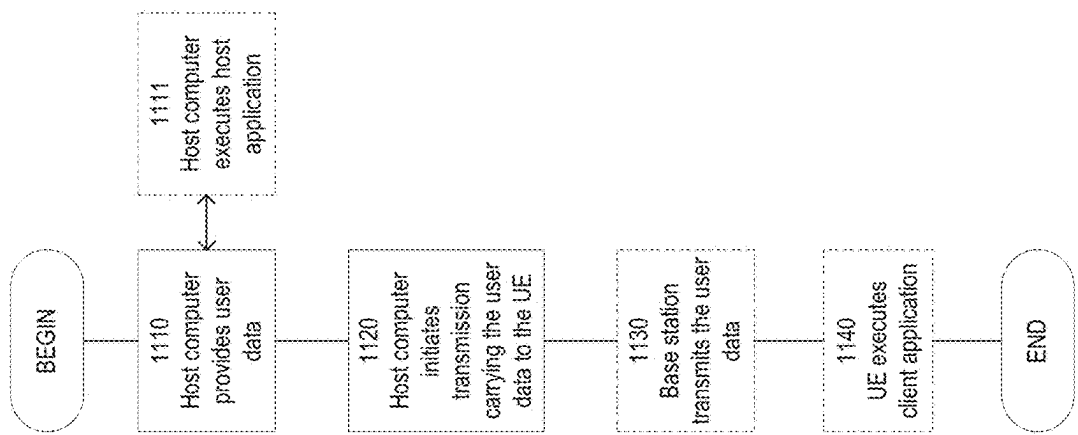 BEGIN
1110
Host computer
provides user
data
1111
Host computer
executes host
application
1120
Host computer
initiates
transmission
carrying the user
data to the UE
1130
Base station
transmits the user
data
1140
UE executes
client application
END